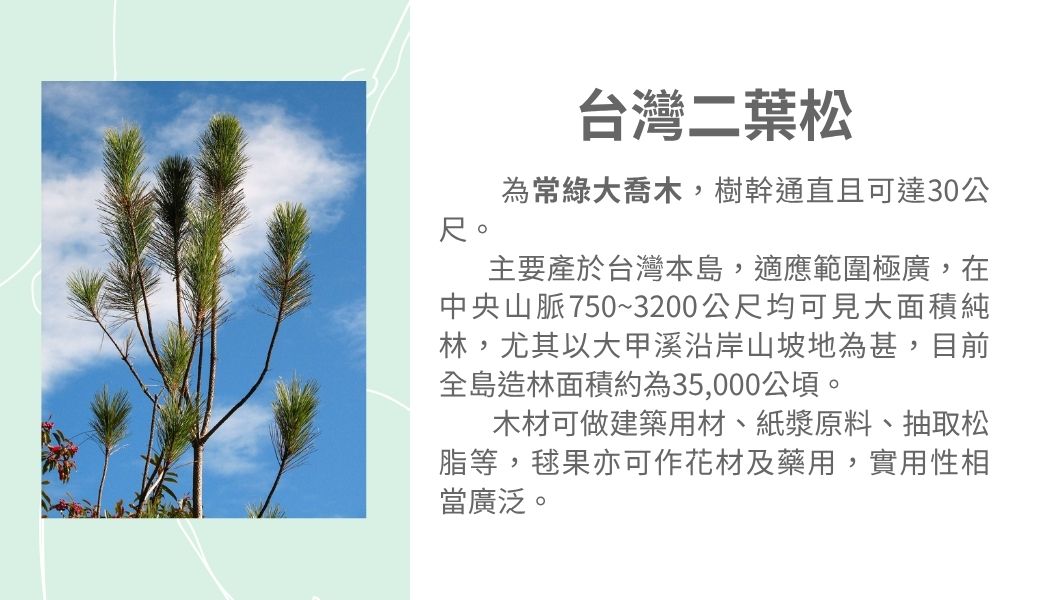 台灣二葉松
為常綠大喬木，樹幹通直且可達30公
尺。
主要產於台灣本島，適應範圍極廣，在
中央山脈750~3200公尺均可見大面積純
林，尤其以大甲溪沿岸山坡地為甚，目前
全島造林面積約為35,000公頃。
木材可做建築用材、紙漿原料、抽取松
脂等，毬果亦可作花材及藥用，實用性相
當廣泛。